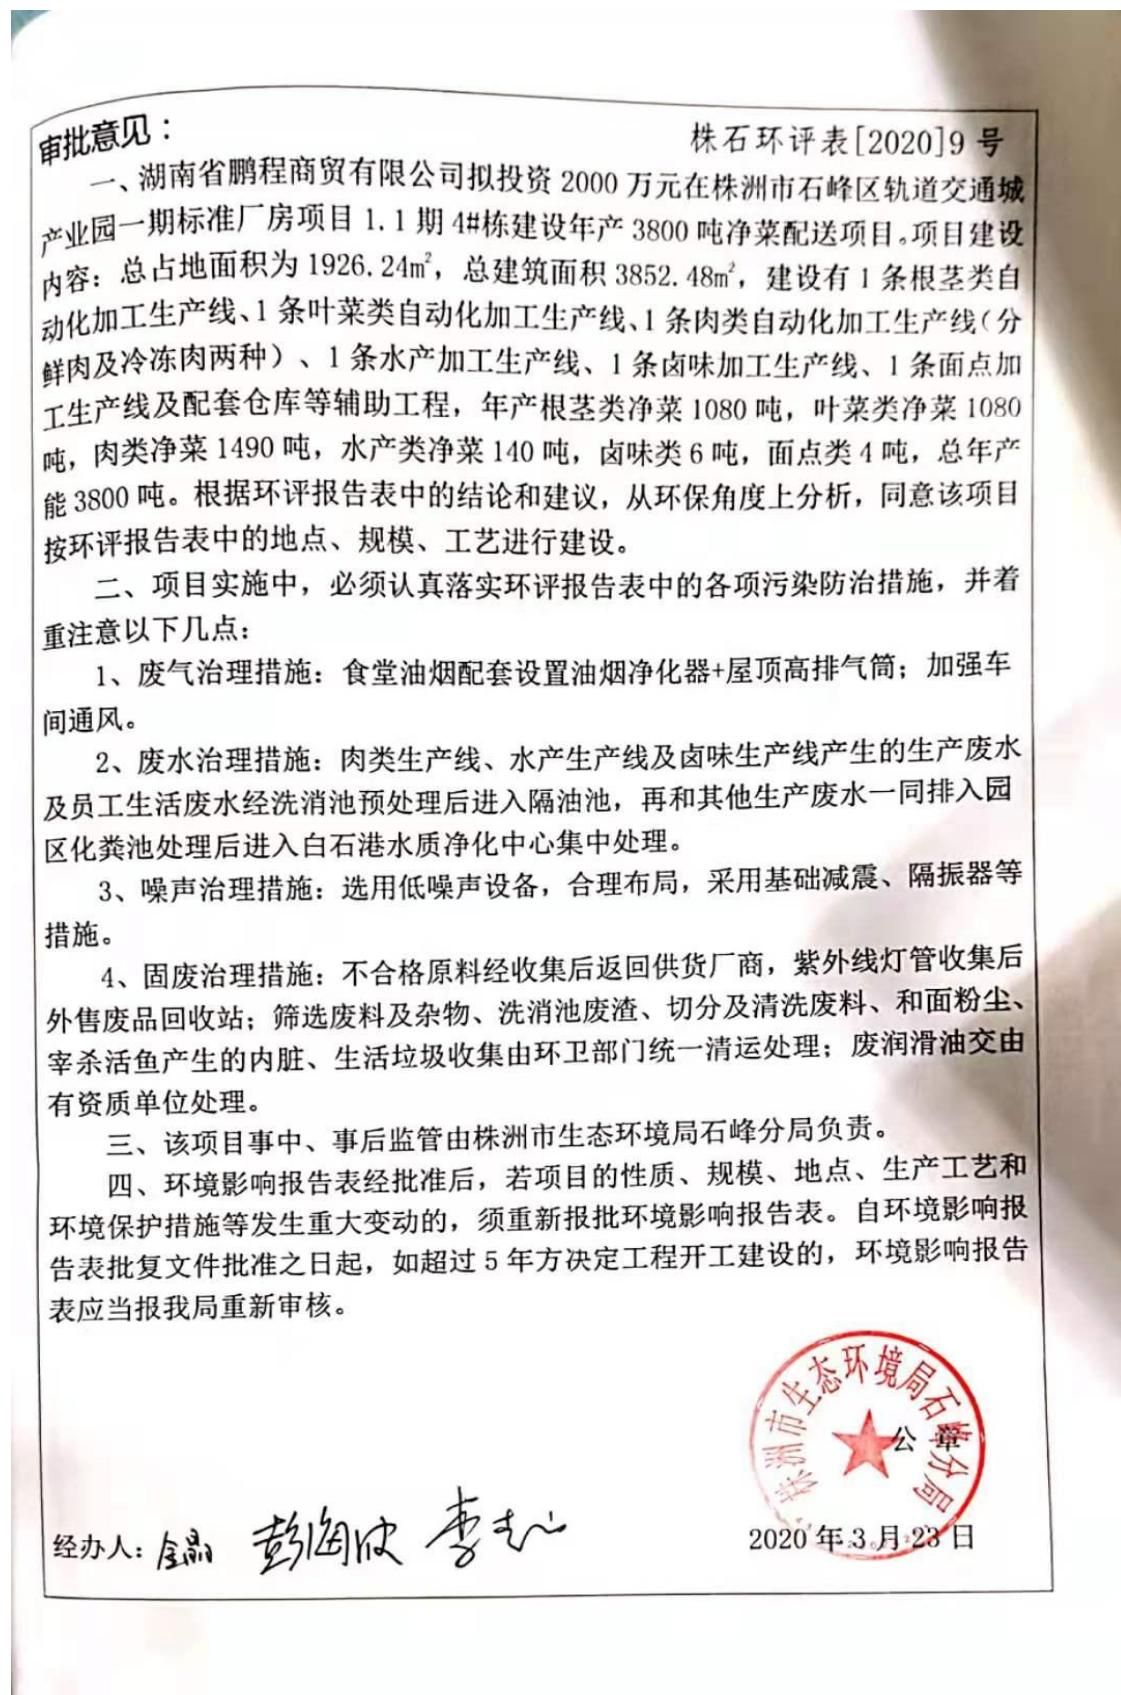 审批意见：
株石环评表[2020]9号
一、湖南省鹏程商贸有限公司拟投资2000万元在株洲市石峰区轨道交通城
产业园一期标准厂房项目1.1期4#栋建设年产3800吨净菜配送项目。项目建设
内容：总占地面积为1926.24㎡，总建筑面积3852.48㎡，建设有1条根茎类自
动化加工生产线、1条叶菜类自动化加工生产线、1条肉类自动化加工生产线（分
鲜肉及冷冻肉两种）、1条水产加工生产线、1条卤味加工生产线、1条面点加
工生产线及配套仓库等辅助工程，年产根茎类净菜1080吨，叶菜类净菜1080
吨，肉类净菜1490吨，水产类净菜140吨，卤味类6吨，面点类4吨，总年产
能3800吨。根据环评报告表中的结论和建议，从环保角度上分析，同意该项目
按环评报告表中的地点、规模、工艺进行建设。
二、项目实施中，必须认真落实环评报告表中的各项污染防治措施，并着
重注意以下几点：
1、废气治理措施：食堂油烟配套设置油烟净化器+屋顶高排气筒；加强车
间通风。
2、废水治理措施：肉类生产线、水产生产线及卤味生产线产生的生产废水
及员工生活废水经洗消池预处理后进入隔油池，再和其他生产废水一同排入园
区化粪池处理后进入白石港水质净化中心集中处理。
3、噪声治理措施：选用低噪声设备，合理布局，采用基础减震、隔振器等
措施。
4、固废治理措施：不合格原料经收集后返回供货厂商，紫外线灯管收集后
外售废品回收站；筛选废料及杂物、洗消池废渣、切分及清洗废料、和面粉尘、
宰杀活鱼产生的内脏、生活垃圾收集由环卫部门统一清运处理；废润滑油交由
有资质单位处理。
三、该项目事中、事后监管由株洲市生态环境局石峰分局负责。
四、环境影响报告表经批准后，若项目的性质、规模、地点、生产工艺和
环境保护措施等发生重大变动的，须重新报批环境影响报告表。自环境影响报
告表批复文件批准之日起，如超过5年方决定工程开工建设的，环境影响报告
表应当报我局重新审核。
株洲市生态环境局石峰分局
公章
经办人：
2020年3月23日